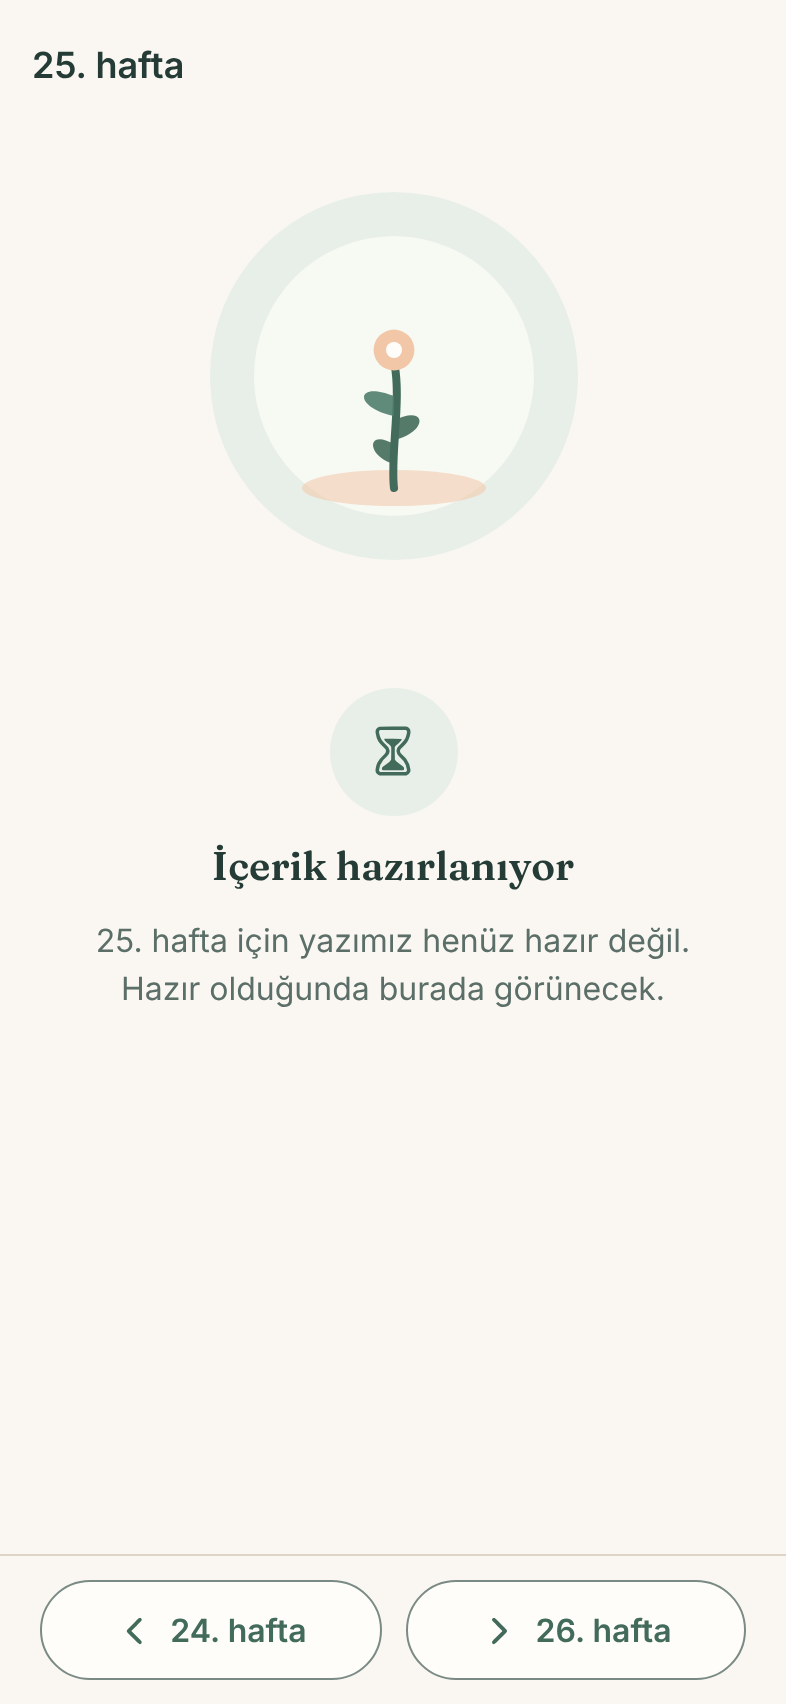 25. hafta
İçerik hazırlanıyor
25. hafta için yazımız henüz hazır değil.
Hazır olduğunda burada görünecek.
24. hafta
26. hafta